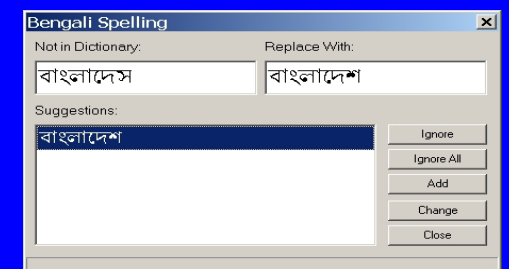 Bengali Spelling
Not in Dictionary: Replace With:
বাংলাদেস বাংলাদেশ
Suggestions:
বাংলাদেশ
Ignore
Ignore All
Add
Change
Close